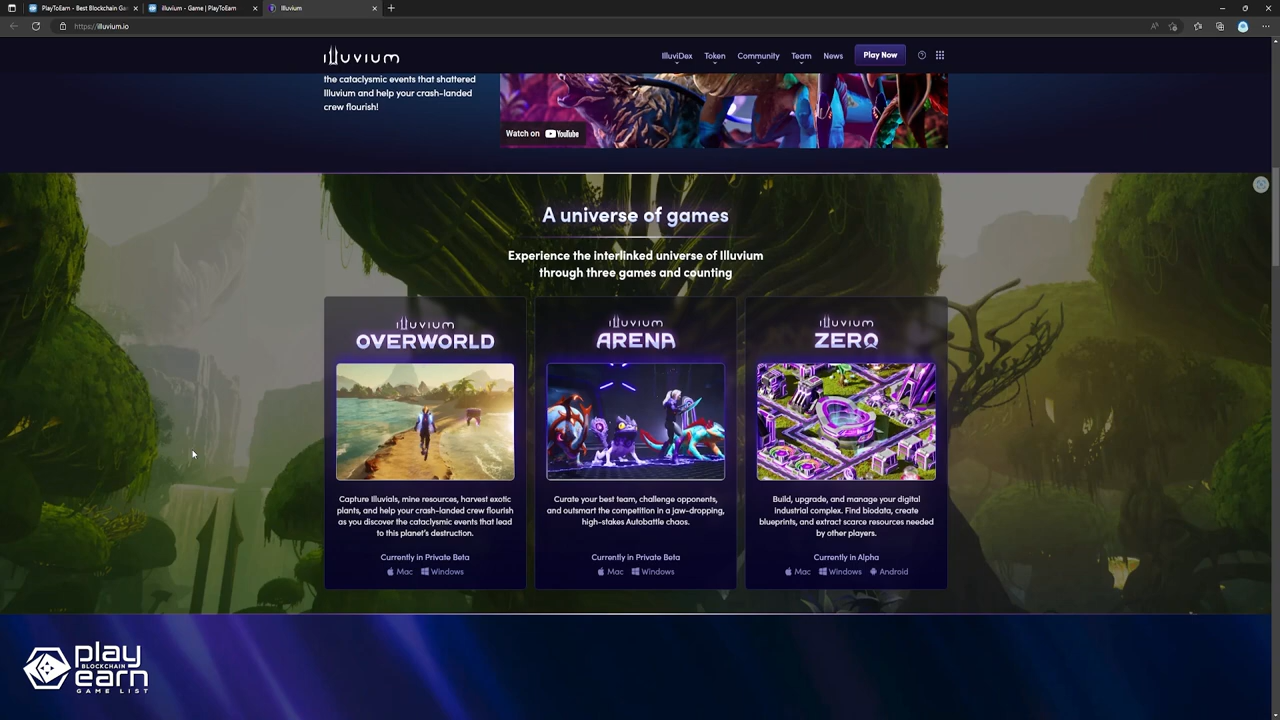 PlayToEarn - Best Blockchain Gam
illuvium - Game | PlayToEarn
Illuvium
https://illuvium.io
ILLUVIUM
IlluviDex
Token
Community
Team
News
Play Now
the cataclysmic events that shattered
Illuvium and help your crash-landed
crew flourish!
Watch on YouTube
A universe of games
Experience the interlinked universe of Illuvium
through three games and counting
ILLUVIUM
OVERWORLD
Capture Illuvials, mine resources, harvest exotic
plants, and help your crash-landed crew flourish
as you discover the cataclysmic events that lead
to this planet's destruction.
Currently in Private Beta
Mac Windows
ILLUVIUM
ARENA
Curate your best team, challenge opponents,
and outsmart the competition in a jaw-dropping,
high-stakes Autobattle chaos.
Currently in Private Beta
Mac Windows
ILLUVIUM
ZERO
Build, upgrade, and manage your digital
industrial complex. Find biodata, create
blueprints, and extract scarce resources needed
by other players.
Currently in Alpha
Mac Windows Android
play
BLOCKCHAIN
earn
GAME LIST